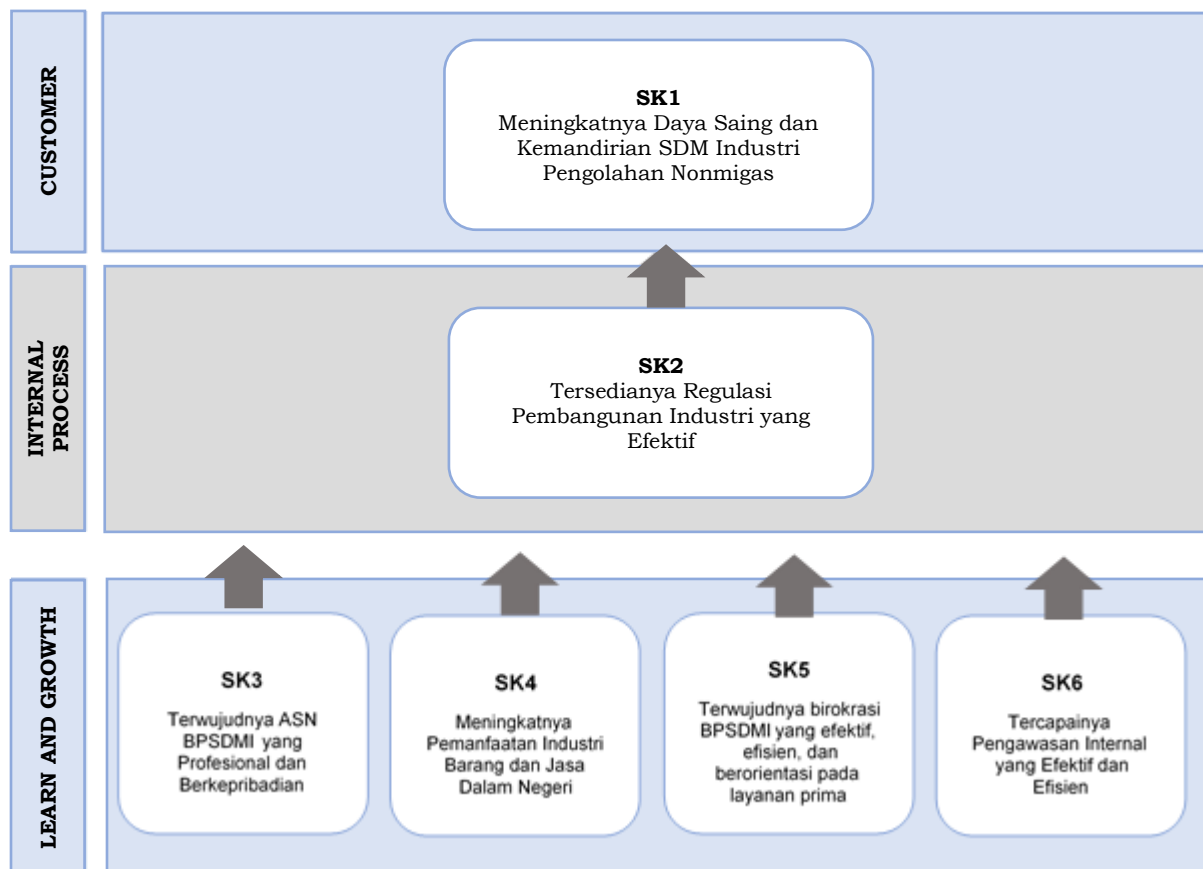 CUSTOMER
SK1
Meningkatnya Daya Saing dan
Kemandirian SDM Industri
Pengolahan Nonmigas
INTERNAL
PROCESS
SK2
Tersedianya Regulasi
Pembangunan Industri yang
Efektif
LEARN AND GROWTH
SK3
Terwujudnya ASN
BPSDMI yang
Profesional dan
Berkepribadian
SK4
Meningkatnya
Pemanfaatan Industri
Barang dan Jasa
Dalam Negeri
SK5
Terwujudnya birokrasi
BPSDMI yang efektif,
efisien, dan
berorientasi pada
layanan prima
SK6
Tercapainya
Pengawasan Internal
yang Efektif dan
Efisien